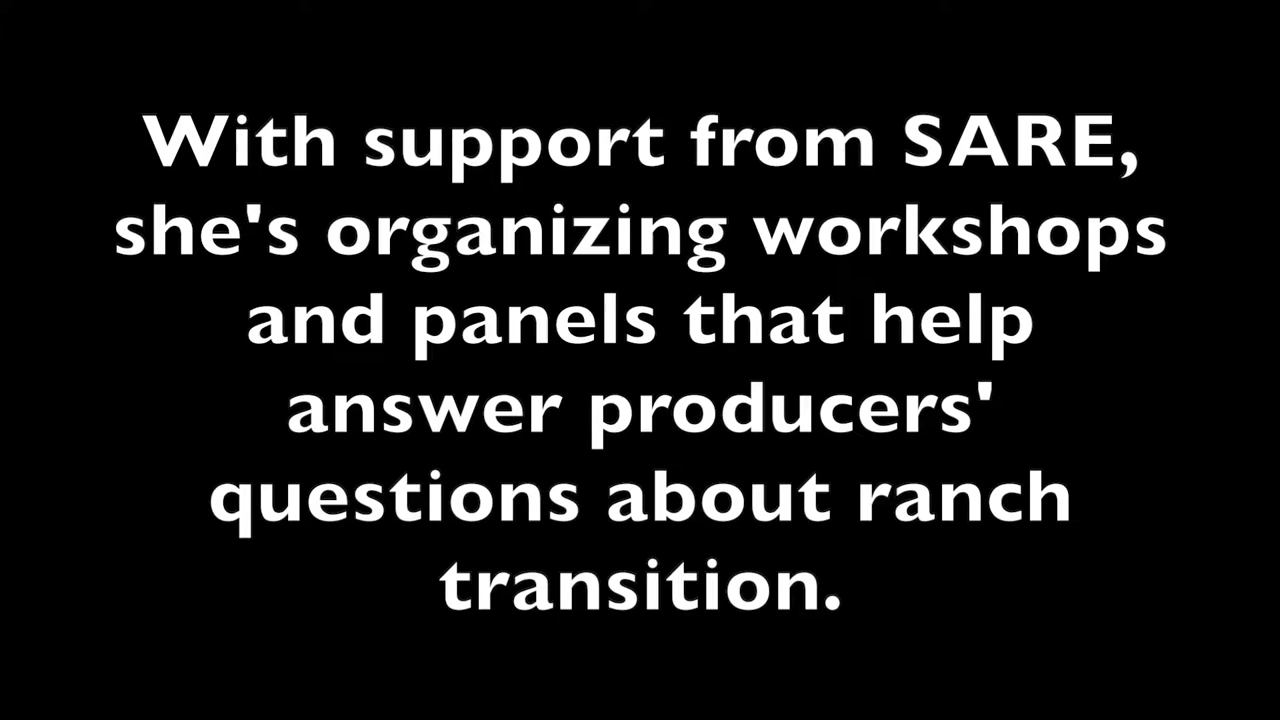 With support from SARE,
she's organizing workshops
and panels that help
answer producers'
questions about ranch
transition.